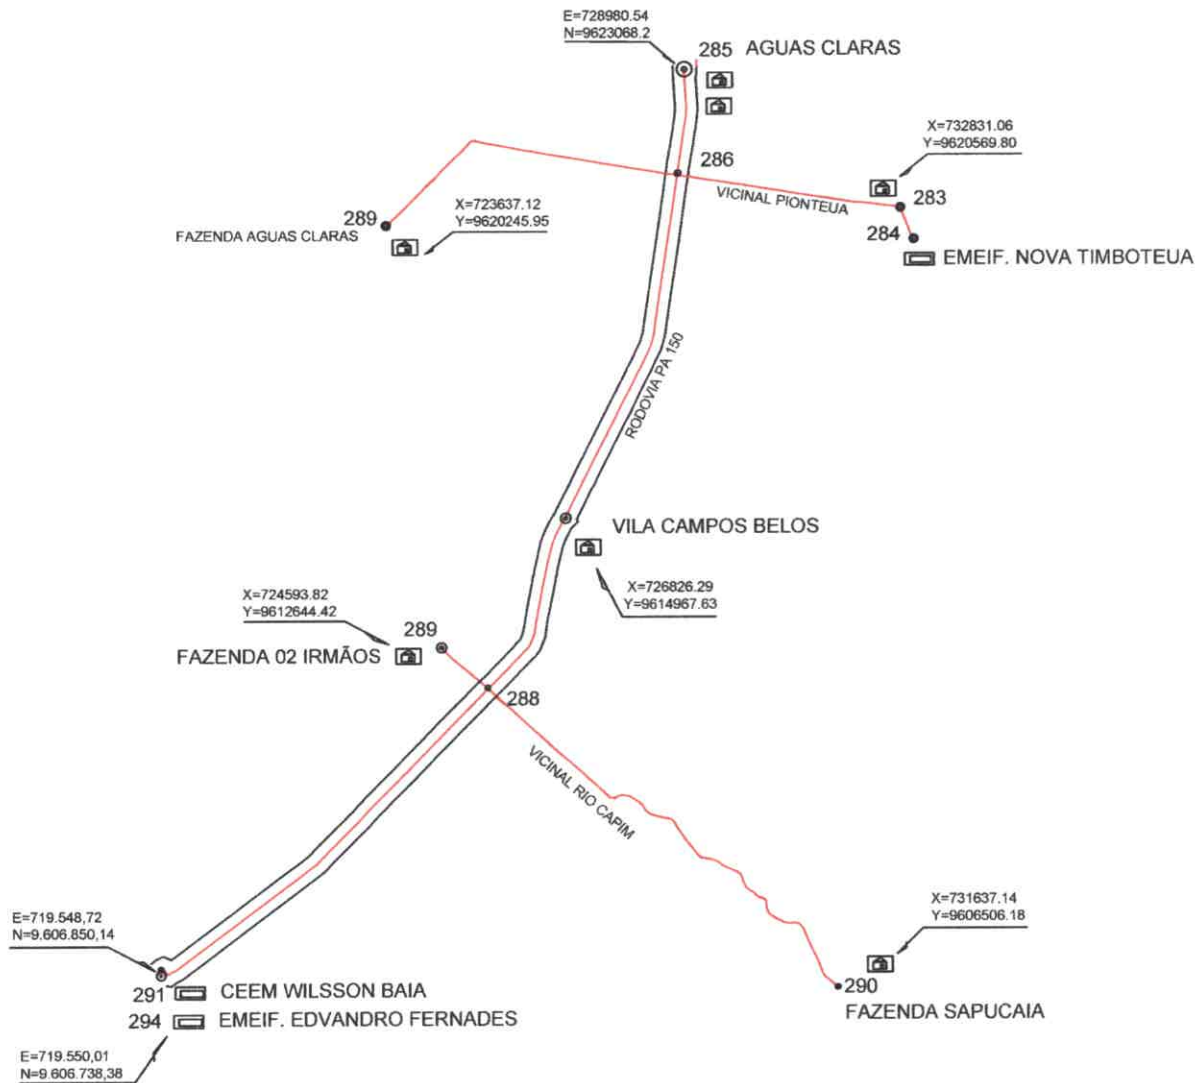 E=728980.54
N=9623068.2
285 AGUAS CLARAS
X=732831.06
Y=9620569.80
286
VICINAL PIONTEUA
283
X=723637.12
Y=9620245.95
289
FAZENDA AGUAS CLARAS
284
EMEIF. NOVA TIMBOTEUA
RODOVIA PA 150
VILA CAMPOS BELOS
X=726826.29
Y=9614967.63
X=724593.82
Y=9612644.42
289
FAZENDA 02 IRMÃOS
288
VICINAL RIO CAPIM
X=731637.14
Y=9606506.18
E=719.548,72
N=9.606.850,14
290
FAZENDA SAPUCAIA
291 CEEM WILSSON BAIA
294 EMEIF. EDVANDRO FERNADES
E=719.550,01
N=9.606.738,38